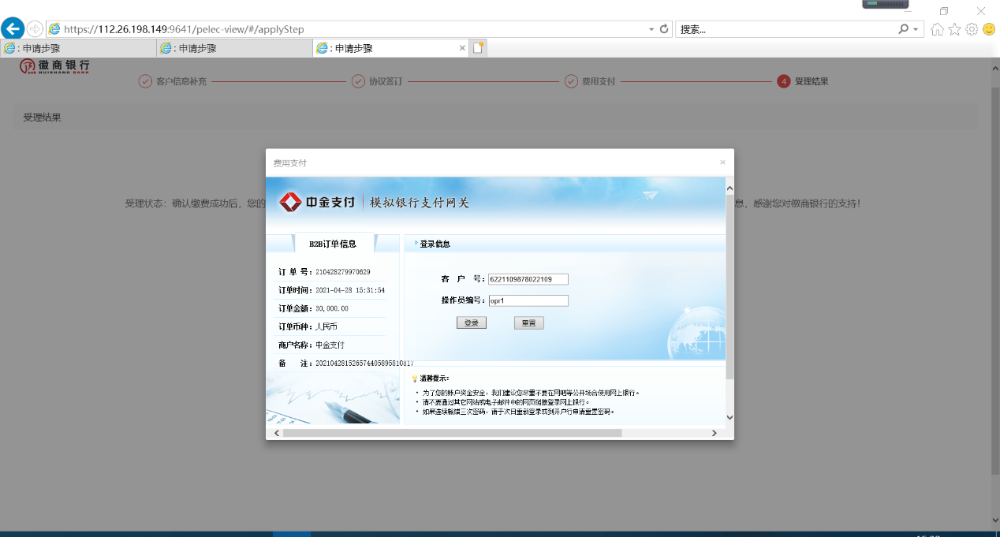 https://112.26.198.149:9641/pelec-view/#/applyStep
搜索...
: 申请步骤
: 申请步骤
: 申请步骤
徽商银行
HUISHANG BANK
客户信息补充
协议签订
费用支付
4 受理结果
受理结果
受理状态：确认缴费成功后，您的
息，感谢您对徽商银行的支持！
费用支付
中金支付 模拟银行支付网关
B2B订单信息
订 单 号：210428279970629
订单时间：2021-04-28 15:31:54
订单金额：30,000.00
订单币种：人民币
商户名称：中金支付
备 注：20210428152657440589581​0817
登录信息
客 户 号：6221109878022109
操作员编号：opr1
登录 重置
温馨提示：
• 为了您的账户资金安全，我们建议您尽量不要在网吧等公开场合使用网上银行。
• 请不要通过其它网站或电子邮件中的网页链接登录网上银行。
• 如果连续输错三次密码，请于次日重新登录或到开户行申请重置密码。